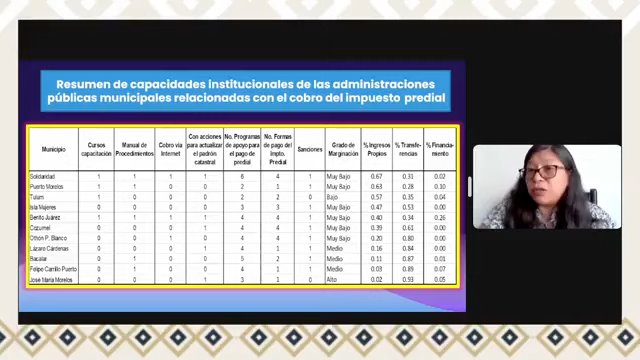 Resumen de capacidades institucionales de las administraciones
públicas municipales relacionadas con el cobro del impuesto predial
Municipio Cursos capacitación Manual de Procedimientos Cobro vía Internet Con acciones para actualizar el padrón catastral No. Programas de apoyo para el pago de predial No. Formas de pago del Impto. Predial Sanciones Grado de Marginación % Ingresos Propios % Transfe- rencias % Financia- miento
Solidaridad 1 1 1 1 6 4 1 Muy Bajo 0.67 0.31 0.02
Puerto Morelos 1 1 0 0 2 1 1 Muy Bajo 0.63 0.28 0.10
Tulum 1 1 0 0 2 2 0 Bajo 0.57 0.35 0.04
Isla Mujeres 0 0 0 0 3 3 1 Muy Bajo 0.47 0.53 0.00
Benito Juárez 1 1 1 1 4 4 1 Muy Bajo 0.40 0.34 0.26
Cozumel 0 0 0 1 4 4 1 Muy Bajo 0.39 0.61 0.00
Othón P. Blanco 0 0 1 0 4 4 1 Muy Bajo 0.20 0.80 0.00
Lázaro Cárdenas 0 0 0 1 4 1 1 Medio 0.16 0.84 0.00
Bacalar 0 1 0 0 5 2 1 Medio 0.11 0.87 0.01
Felipe Carrillo Puerto 0 0 0 0 4 1 1 Medio 0.03 0.89 0.07
José María Morelos 0 0 0 1 3 1 0 Alto 0.02 0.93 0.05